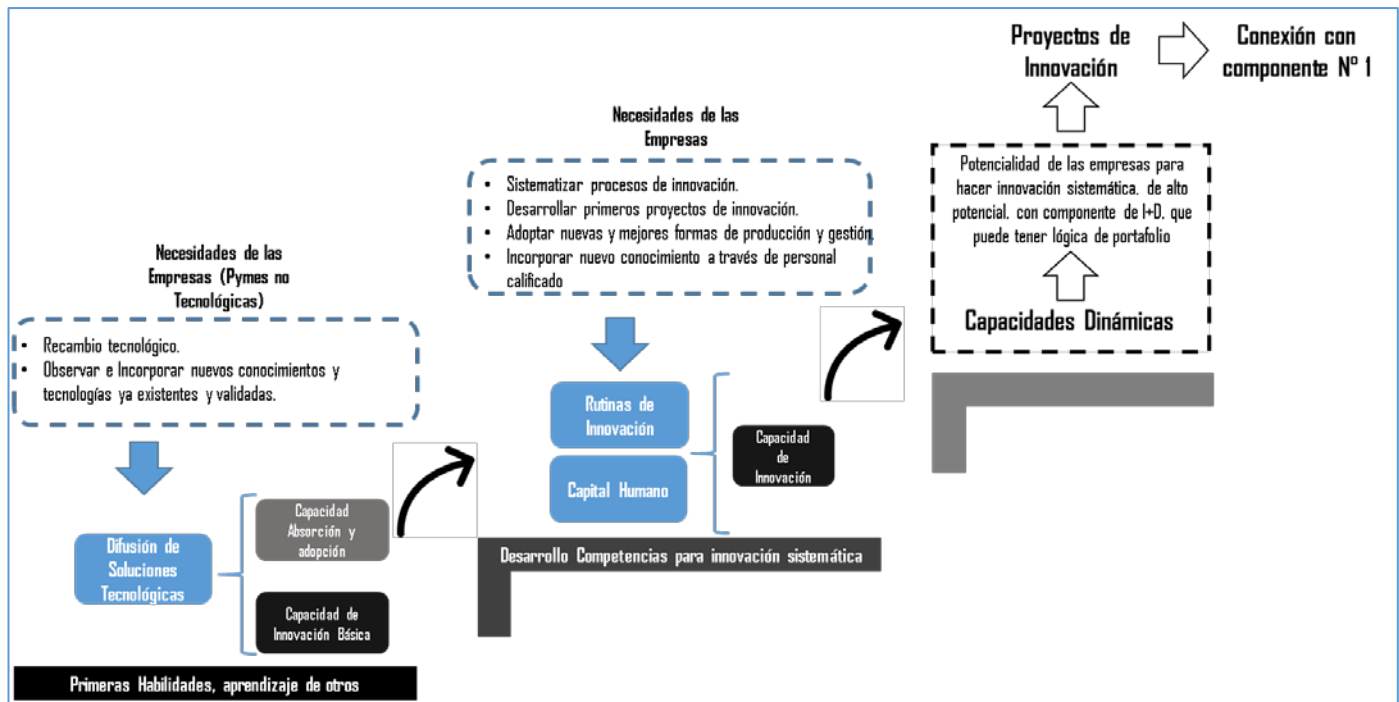 Necesidades de las
Empresas (Pymes no
Tecnológicas)
• Recambio tecnológico.
• Observar e Incorporar nuevos conocimientos y
tecnologías ya existentes y validadas.
Difusión de
Soluciones
Tecnológicas
Capacidad
Absorción y
adopción
Capacidad de
Innovación Básica
Primeras Habilidades, aprendizaje de otros
Necesidades de las
Empresas
• Sistematizar procesos de innovación.
• Desarrollar primeros proyectos de innovación.
• Adoptar nuevas y mejores formas de producción y gestión.
• Incorporar nuevo conocimiento a través de personal
calificado
Rutinas de
Innovación
Capital Humano
Capacidad
de
Innovación
Desarrollo Competencias para innovación sistemática
Proyectos de
Innovación
Conexión con
componente N° 1
Potencialidad de las empresas para
hacer innovación sistemática, de alto
potencial, con componente de I+D, que
puede tener lógica de portafolio
Capacidades Dinámicas